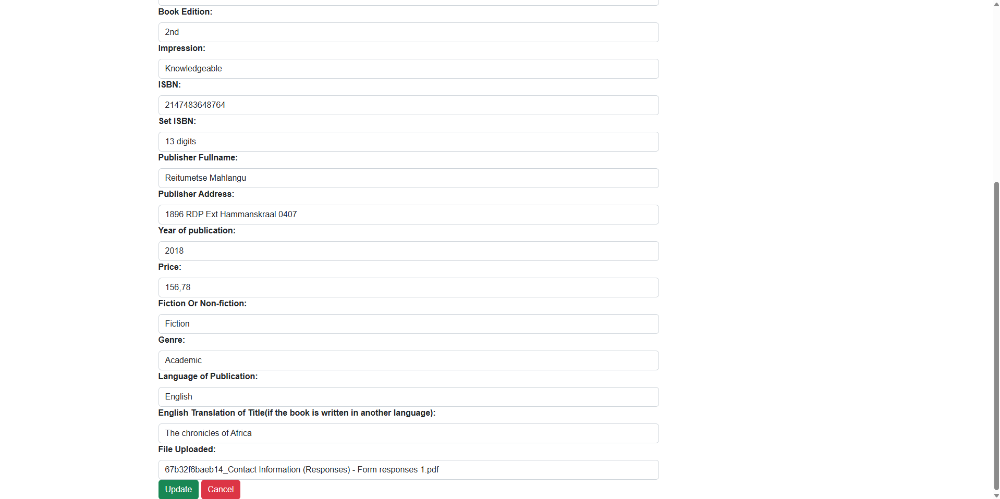 Book Edition:
2nd
Impression:
Knowledgeable
ISBN:
2147483648764
Set ISBN:
13 digits
Publisher Fullname:
Reitumetse Mahlangu
Publisher Address:
1896 RDP Ext Hammanskraal 0407
Year of publication:
2018
Price:
156,78
Fiction Or Non-fiction:
Fiction
Genre:
Academic
Language of Publication:
English
English Translation of Title(if the book is written in another language):
The chronicles of Africa
File Uploaded:
67b32f6baeb14_Contact Information (Responses) - Form responses 1.pdf
Update Cancel